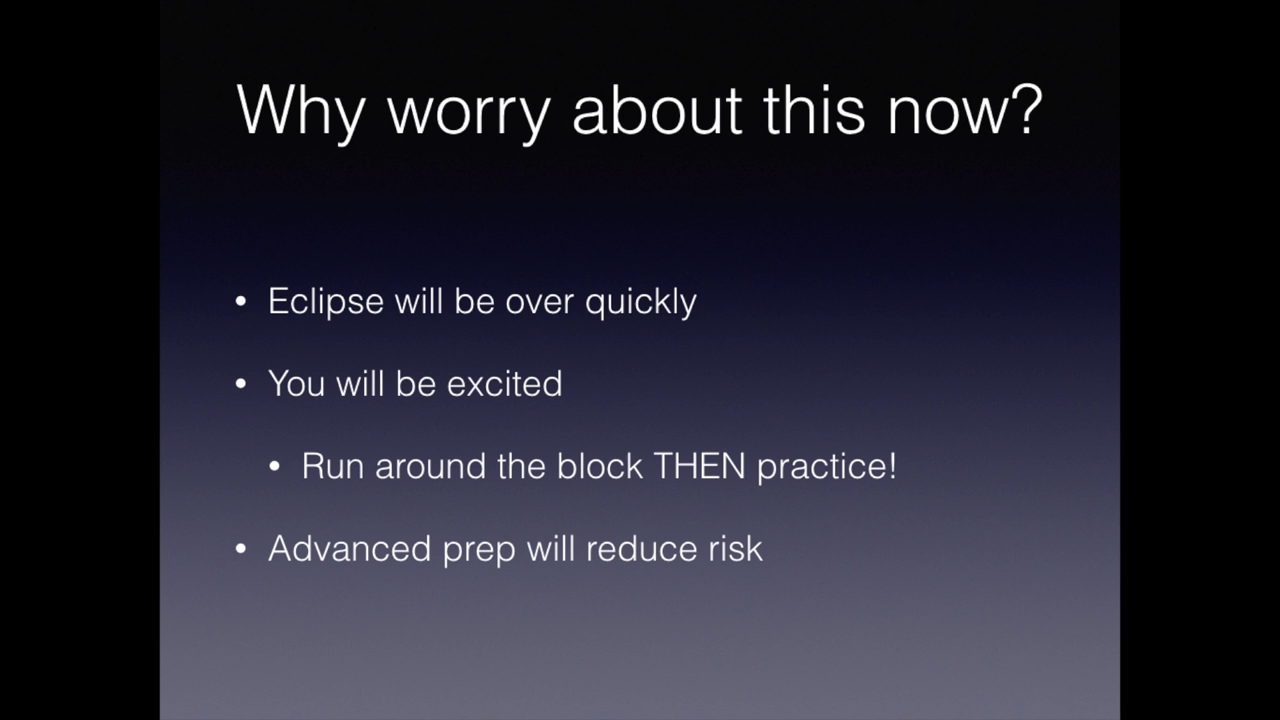 Why worry about this now?
• Eclipse will be over quickly
• You will be excited
• Run around the block THEN practice!
• Advanced prep will reduce risk